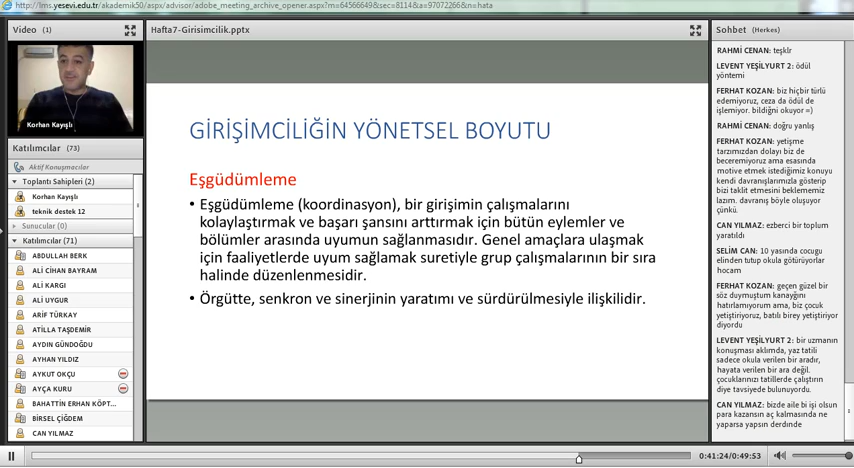 http://lms.yesevi.edu.tr/akademik50/aspx/advisor/adobe_meeting_archive_opener.aspx?m=64566649&sec=8114&a=97072266&n=hata
Video (1)
Korhan Kayışlı
Katılımcılar (73)
Aktif Konuşmacılar
Toplantı Sahipleri (2)
Korhan Kayışlı
teknik destek 12
Sunucular (0)
Katılımcılar (71)
ABDULLAH BERK
ALİ CİHAN BAYRAM
ALİ KARGI
ALİ UYGUR
ARİF TÜRKAY
ATİLLA TAŞDEMİR
AYDIN GÜNDOĞDU
AYHAN YILDIZ
AYKUT OKÇU
AYÇA KURU
BAHATTİN ERHAN KÖPT...
BİRSEL ÇİĞDEM
CAN YILMAZ
Hafta7-Girisimcilik.pptx
GİRİŞİMCİLİĞİN YÖNETSEL BOYUTU
Eşgüdümleme
• Eşgüdümleme (koordinasyon), bir girişimin çalışmalarını
kolaylaştırmak ve başarı şansını arttırmak için bütün eylemler ve
bölümler arasında uyumun sağlanmasıdır. Genel amaçlara ulaşmak
için faaliyetlerde uyum sağlamak suretiyle grup çalışmalarının bir sıra
halinde düzenlenmesidir.
• Örgütte, senkron ve sinerjinin yaratımı ve sürdürülmesiyle ilişkilidir.
Sohbet (Herkes)
RAHMİ CENAN: teşklr
LEVENT YEŞİLYURT 2: ödül
yöntemi
FERHAT KOZAN: biz hiçbir türlü
edemiyoruz, ceza da ödül de
işlemiyor. bildiğni okuyor =)
RAHMİ CENAN: doğru yanlış
FERHAT KOZAN: yetişme
tarzımızdan dolayı biz de
beceremiyoruz ama esasında
motive etmek istediğimiz konuyu
kendi davranışlarımızla gösterip
bizi taklit etmesini beklememiz
lazım. davranış böyle oluşuyor
çünkü.
CAN YILMAZ: ezberci bir toplum
yaratıldı
SELİM CAN: 10 yasında cocugu
elinden tutup okula götürüyorlar
hocam
FERHAT KOZAN: geçen güzel bir
söz duymuştum kanayğını
hatırlamıyorum ama, biz çocuk
yetiştiriyoruz, batılı birey yetiştiriyor
diyordu
LEVENT YEŞİLYURT 2: bir uzmanın
konuşması aklımda, yaz tatili
sadece okula verilen bir aradır,
hayata verilen bir ara değil.
çocuklarınızı tatillerde çalıştırın
diye tavsiyede bulunuyordu.
CAN YILMAZ: bizde aile bi işi olsun
para kazansın aç kalmasında ne
yaparsa yapsın derdınde
0:41:24/0:49:53